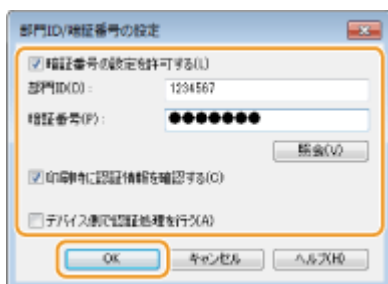 部門ID/暗証番号の設定
暗証番号の設定を許可する(L)
部門ID(D):
1234567
暗証番号(P):
●●●●●●●
照会(V)
印刷時に認証情報を確認する(C)
デバイス側で認証処理を行う(A)
OK キャンセル ヘルプ(H)